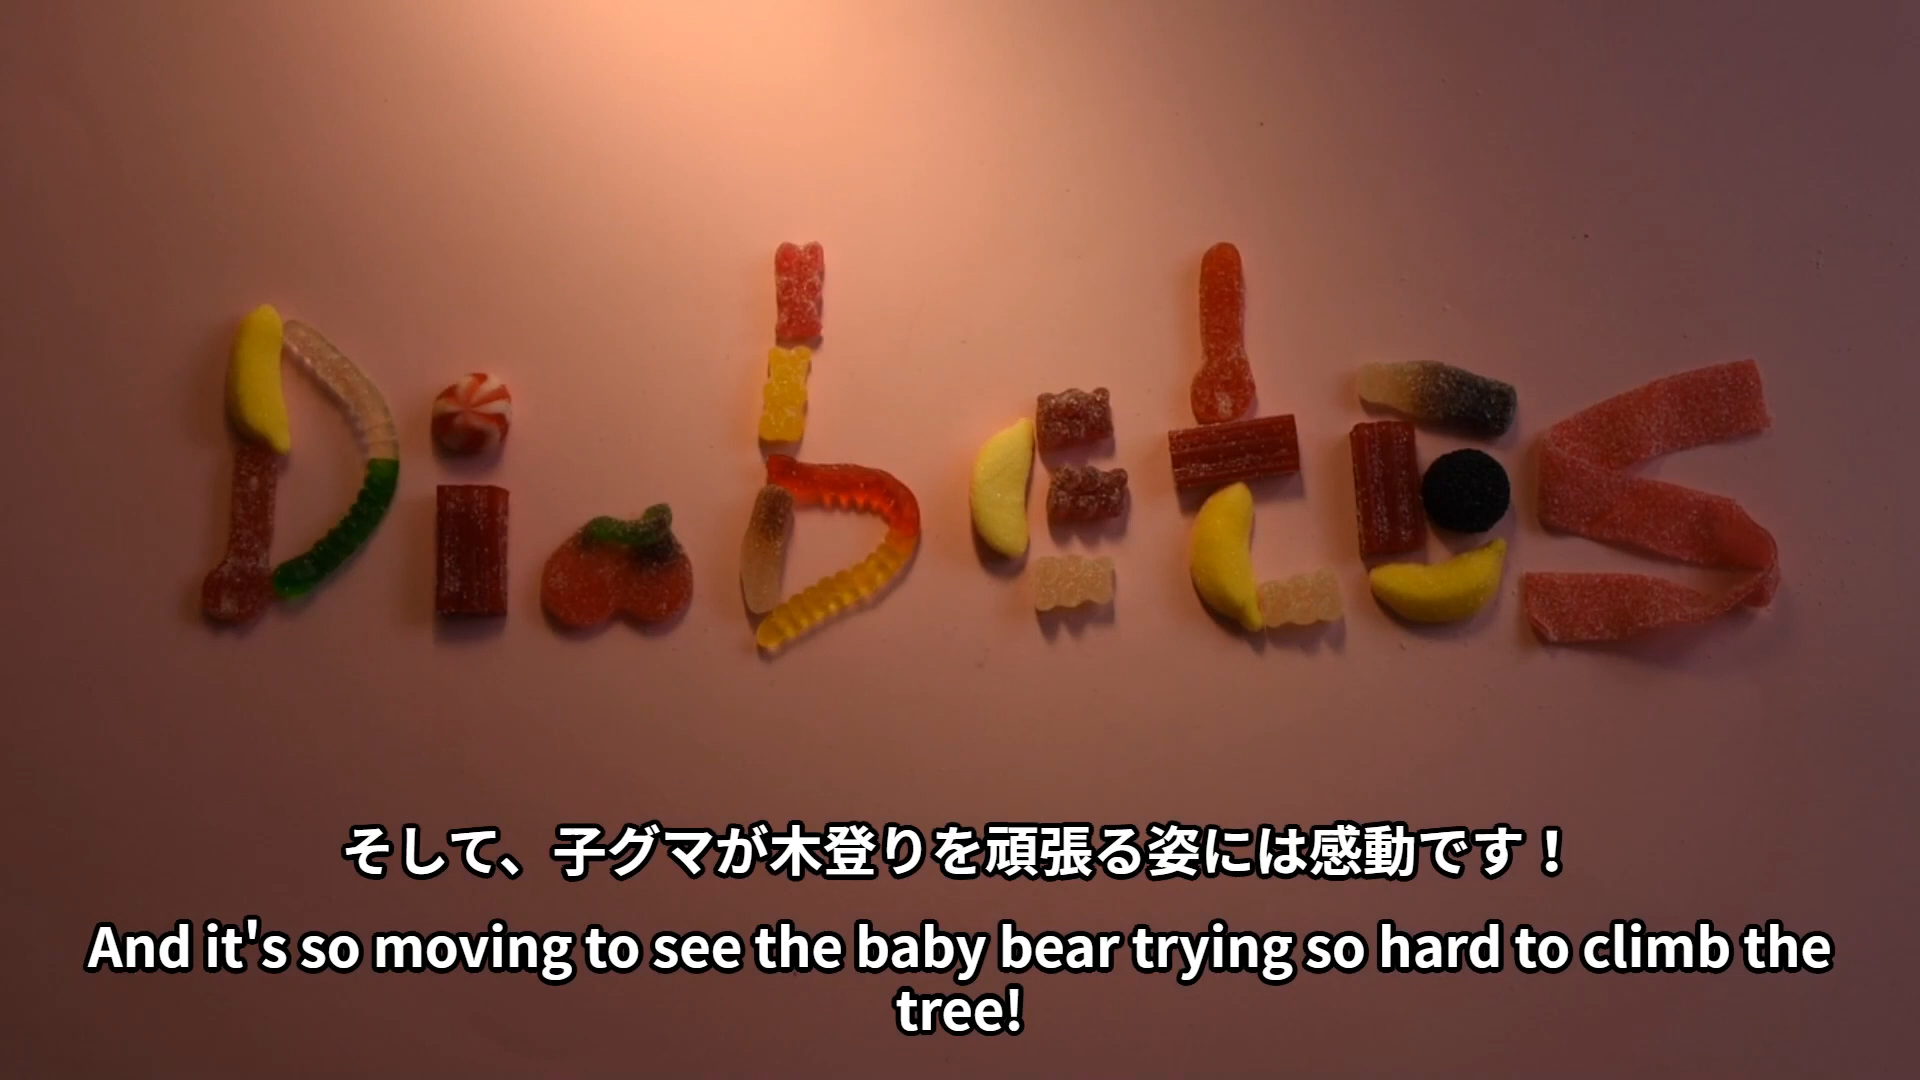 Diabetes
そして、子グマが木登りを頑張る姿には感動です！
And it's so moving to see the baby bear trying so hard to climb the
tree!